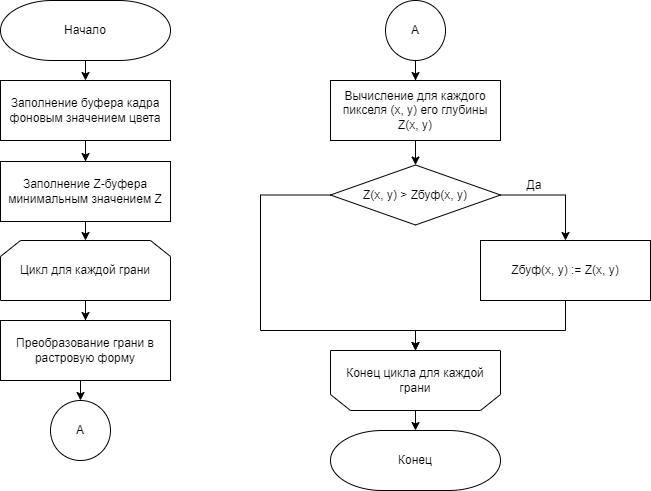 Начало
Заполнение буфера кадра
фоновым значением цвета
Заполнение Z-буфера
минимальным значением Z
Цикл для каждой грани
Преобразование грани в
растровую форму
А
А
Вычисление для каждого
пикселя (x, y) его глубины
Z(x, y)
Z(x, y) > Zбуф(x, y)
Да
Zбуф(x, y) := Z(x, y)
Конец цикла для каждой
грани
Конец